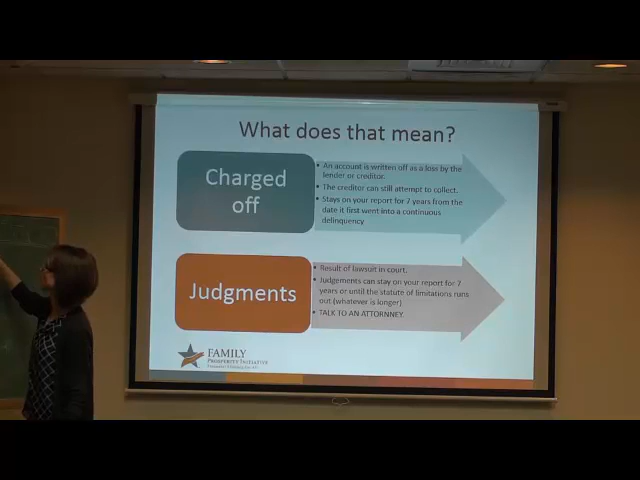 What does that mean?
Charged
off
• An account is written off as a loss by the
lender or creditor.
• The creditor can still attempt to collect.
• Stays on your report for 7 years from the
date it first went into a continuous
delinquency
Judgments
• Result of lawsuit in court.
• Judgements can stay on your report for 7
years or until the statute of limitations runs
out (whatever is longer)
• TALK TO AN ATTORNNEY.
FAMILY
PROSPERITY INITIATIVE